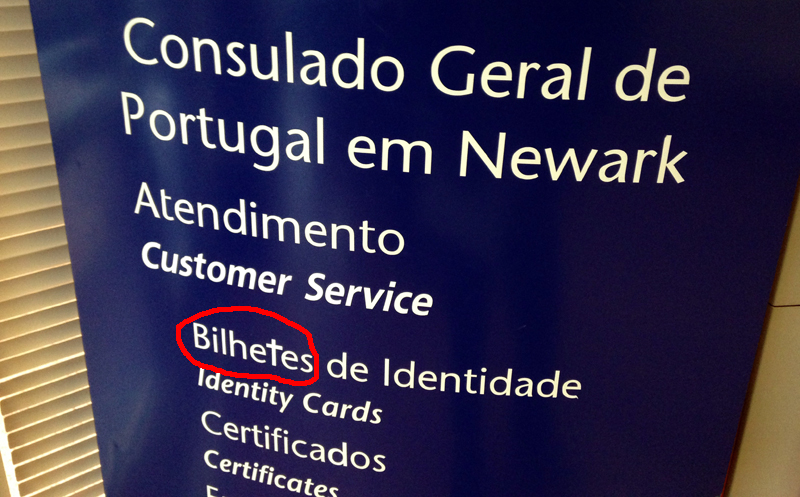 Consulado Geral de
Portugal em Newark
Atendimento
Customer Service
Bilhetes de Identidade
Identity Cards
Certificados
Certificates